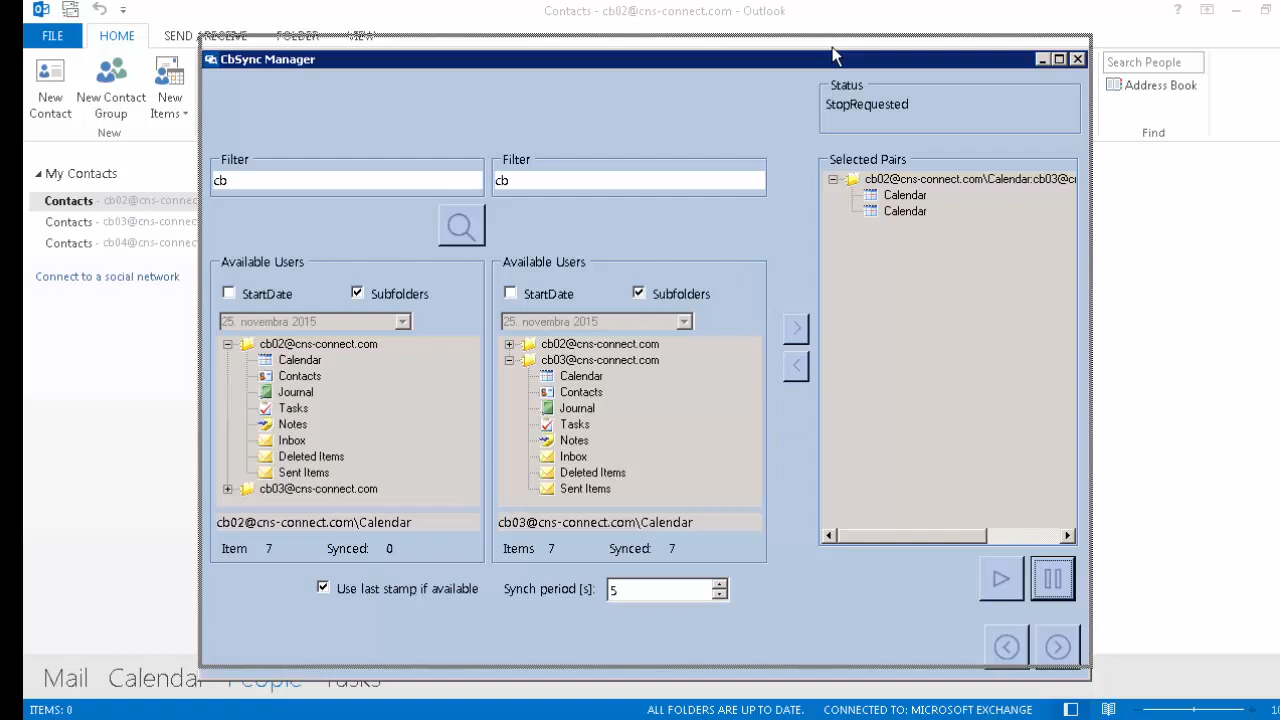 Contacts - cb02@cns-connect.com - Outlook
?
FILE
HOME
SEND
RECEIVE
FOLDER
VIEW
New Contact
New Contact Group
New Items
New
Search People
Address Book
Find
My Contacts
Contacts - cb02@cns-connec
Contacts - cb03@cns-connec
Contacts - cb04@cns-connec
Connect to a social network
CbSync Manager
Status
StopRequested
Filter
cb
Filter
cb
Selected Pairs
cb02@cns-connect.com\Calendar:cb03@c
Calendar
Calendar
Available Users
StartDate
Subfolders
25. novembra 2015
cb02@cns-connect.com
Calendar
Contacts
Journal
Tasks
Notes
Inbox
Deleted Items
Sent Items
cb03@cns-connect.com
cb02@cns-connect.com\Calendar
Item 7 Synced: 0
Available Users
StartDate
Subfolders
25. novembra 2015
cb02@cns-connect.com
cb03@cns-connect.com
Calendar
Contacts
Journal
Tasks
Notes
Inbox
Deleted Items
Sent Items
cb03@cns-connect.com\Calendar
Items 7 Synced: 7
Use last stamp if available
Synch period [s]: 5
Mail Calendar People Tasks
ITEMS: 0
ALL FOLDERS ARE UP TO DATE.
CONNECTED TO: MICROSOFT EXCHANGE